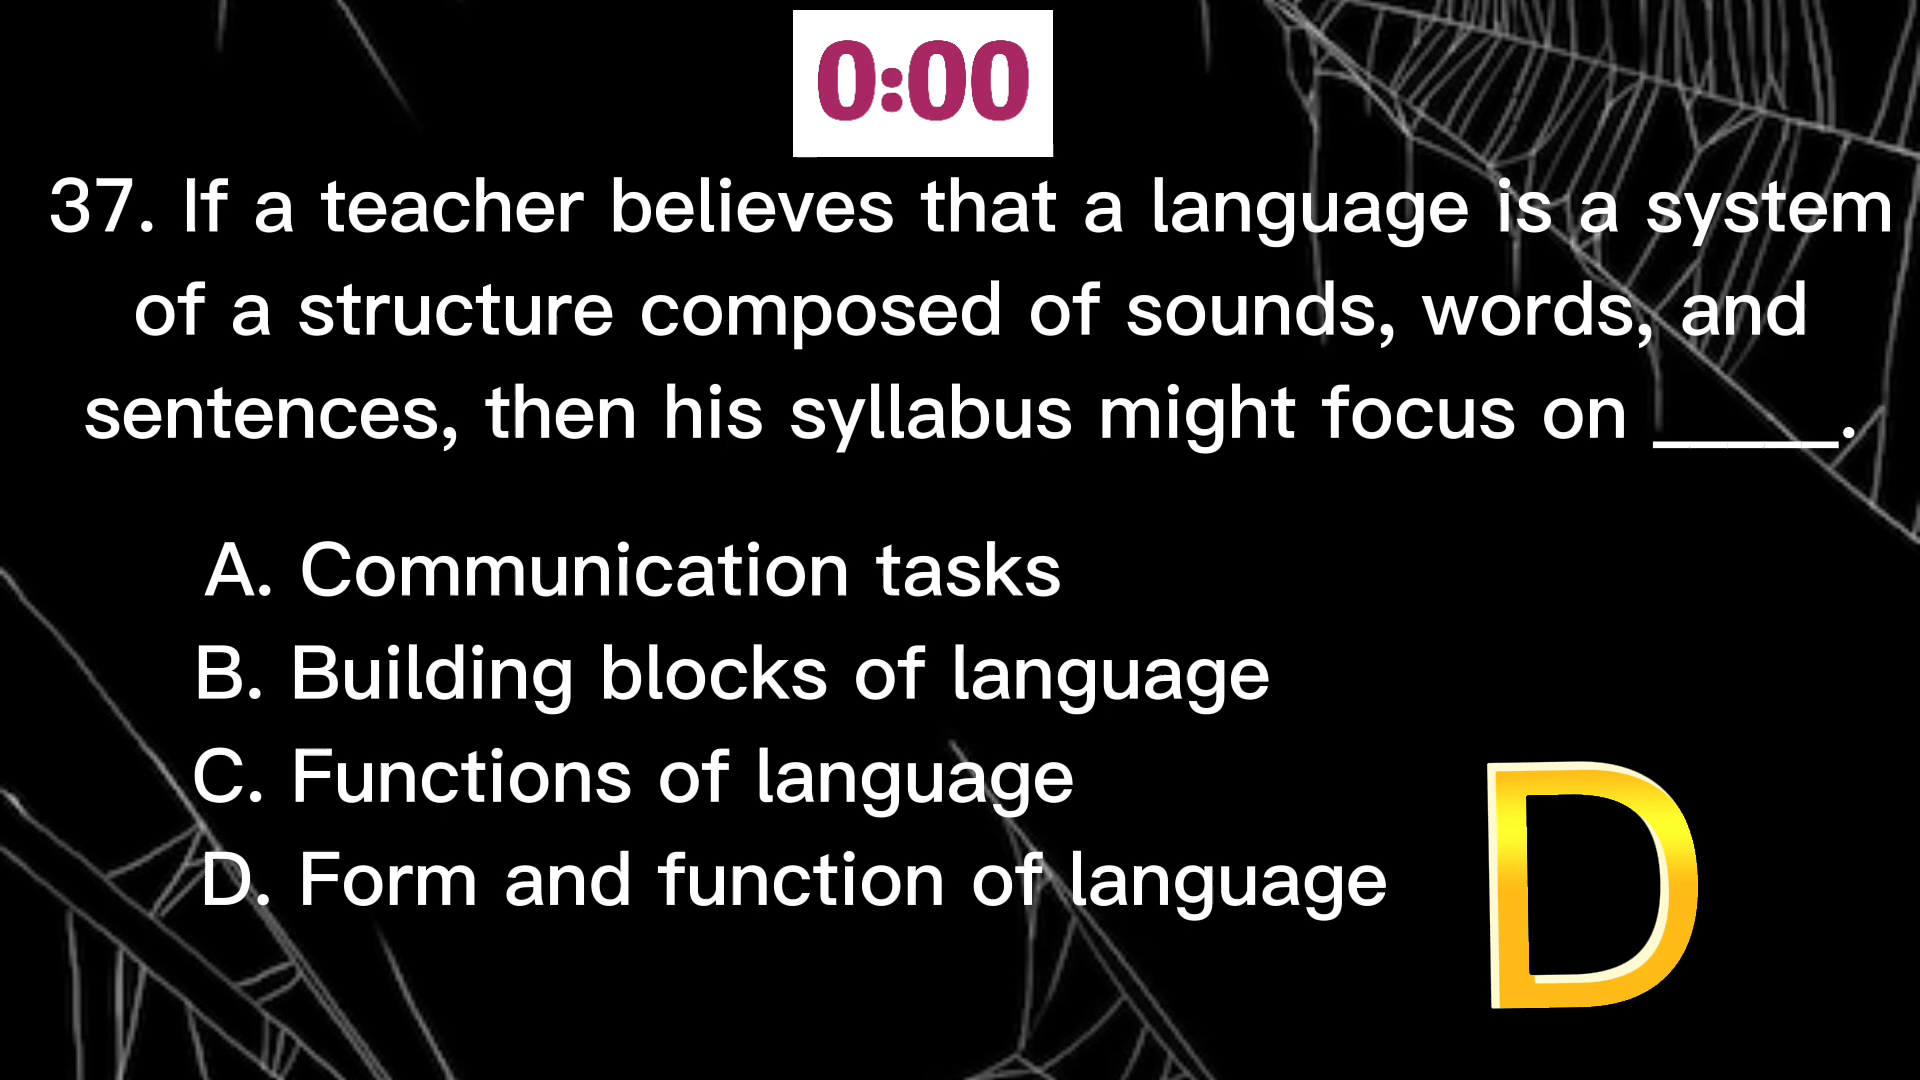 0:00
37. If a teacher believes that a language is a system
of a structure composed of sounds, words, and
sentences, then his syllabus might focus on _____.
A. Communication tasks
B. Building blocks of language
C. Functions of language
D. Form and function of language
D